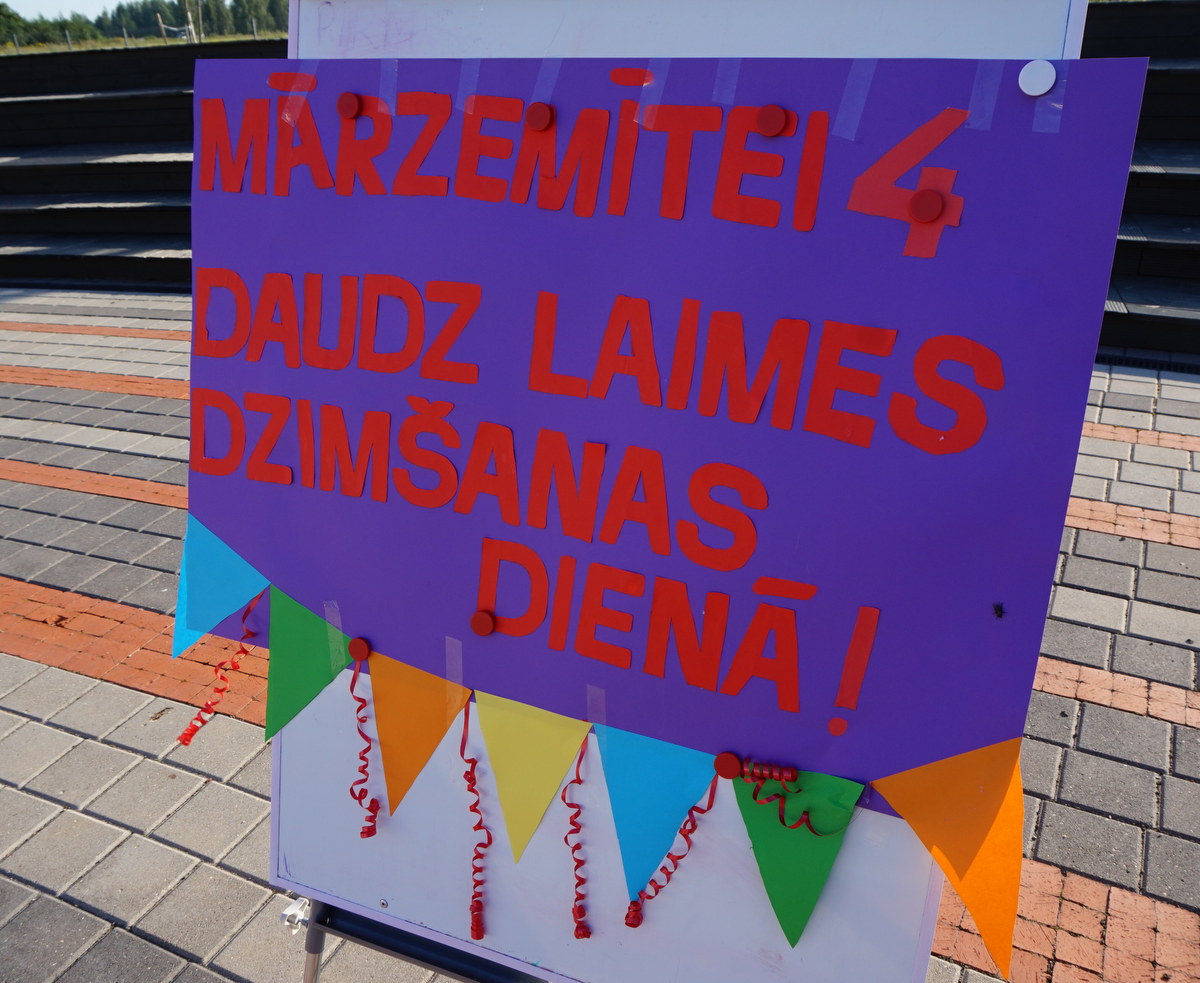 MĀRZEMĪTEI 4
DAUDZ LAIMES
DZIMŠANAS
DIENĀ!